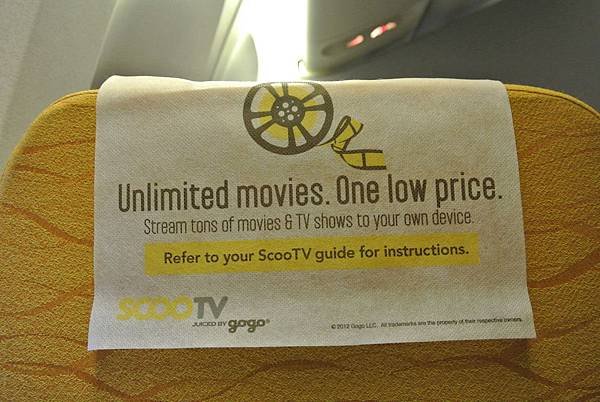 Unlimited movies. One low price.
Stream tons of movies & TV shows to your own device.
Refer to your ScooTV guide for instructions.
SCOOTV
JUICED BY gogo®
© 2012 Gogo LLC. All trademarks are the property of their respective owners.